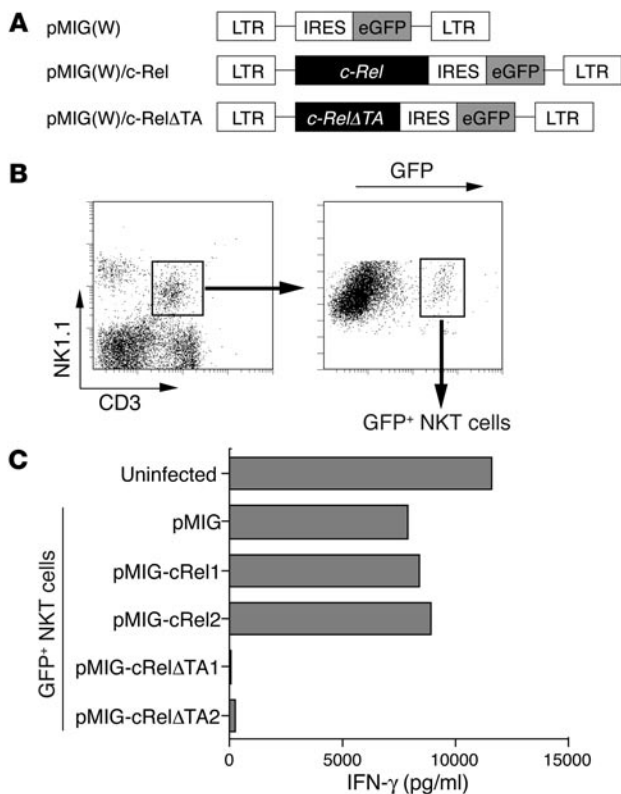 A
pMIG(W) LTR IRES eGFP LTR
pMIG(W)/c-Rel LTR c-Rel IRES eGFP LTR
pMIG(W)/c-RelΔTA LTR c-RelΔTA IRES eGFP LTR
B
GFP
NK1.1
CD3
GFP⁺ NKT cells
C
Uninfected
GFP⁺ NKT cells
pMIG
pMIG-cRel1
pMIG-cRel2
pMIG-cRelΔTA1
pMIG-cRelΔTA2
0 5000 10000 15000
IFN-γ (pg/ml)